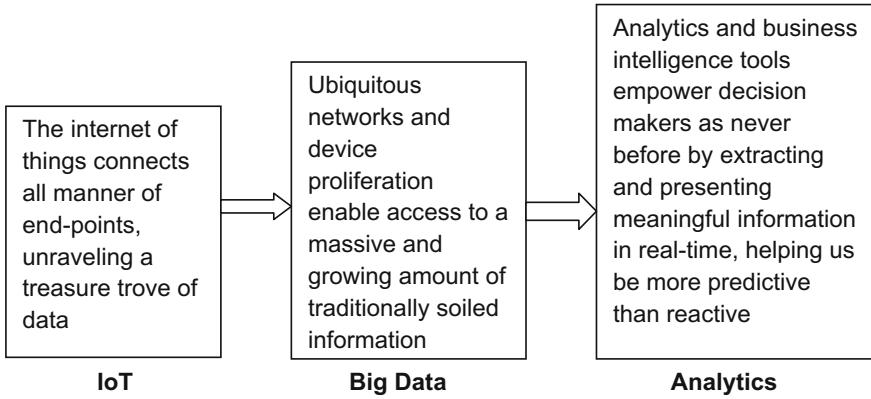 The internet of
things connects
all manner of
end-points,
unraveling a
treasure trove of
data
IoT
Ubiquitous
networks and
device
proliferation
enable access to a
massive and
growing amount of
traditionally soiled
information
Big Data
Analytics and business
intelligence tools
empower decision
makers as never
before by extracting
and presenting
meaningful information
in real-time, helping us
be more predictive
than reactive
Analytics